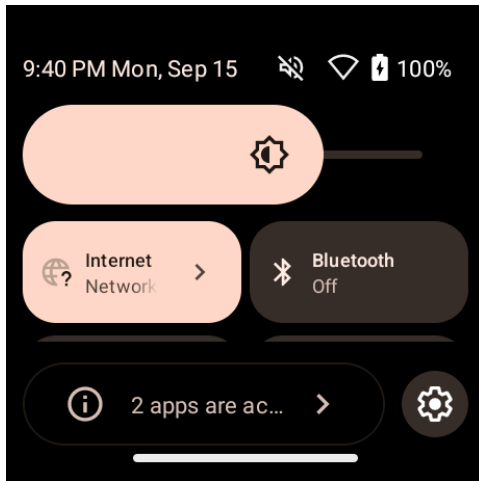 9:40 PM Mon, Sep 15 100%
Internet
Network
Bluetooth
Off
2 apps are ac...